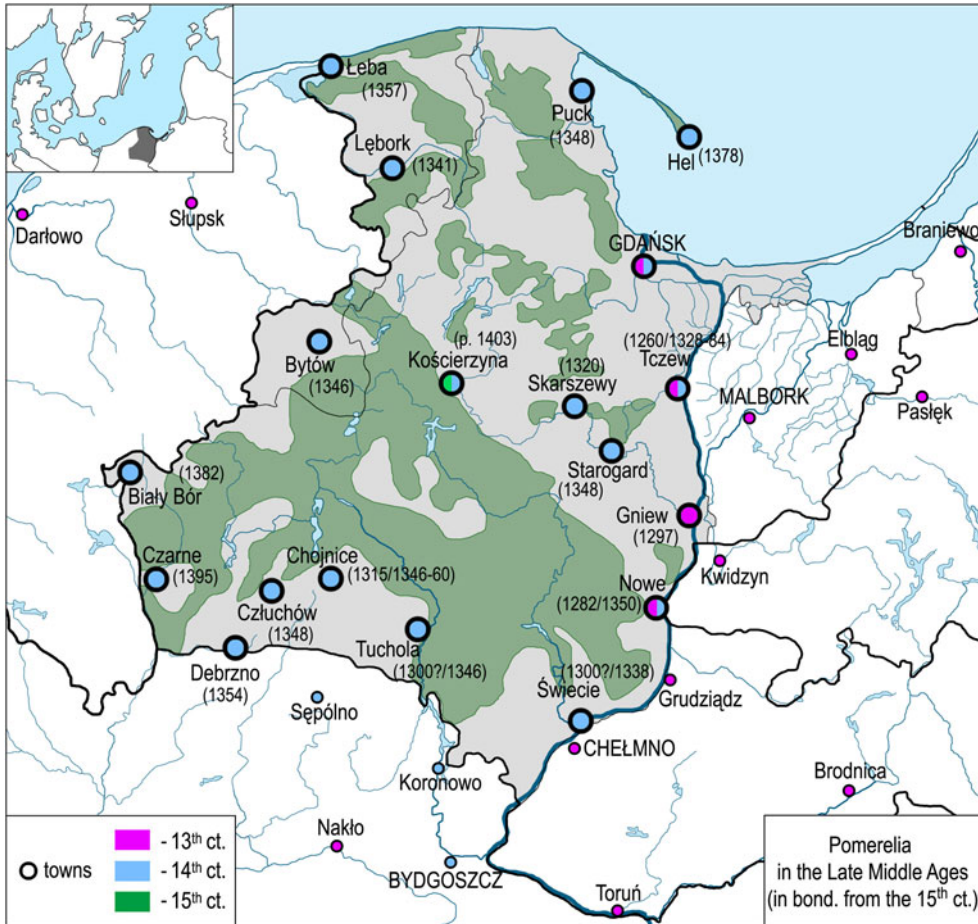 Łeba
(1357)
Puck
(1348)
Hel (1378)
Lębork
(1341)
Słupsk
Darłowo
GDAŃSK
Braniewo
Bytów
(1346)
(p. 1403)
Kościerzyna
(1320)
Skarszewy
(1260/1328-84)
Tczew
Elbląg
MALBORK
Pasłęk
Starogard
(1348)
Biały Bór
(1382)
Gniew
(1297)
Czarne
(1395)
Chojnice
(1315/1346-60)
Człuchów
(1348)
Kwidzyn
Nowe
(1282/1350)
Debrzno
(1354)
Tuchola
(1300?/1346)
(1300?/1338)
Świecie
Grudziądz
Sępólno
CHEŁMNO
Koronowo
Brodnica
Nakło
BYDGOSZCZ
Toruń
towns
- 13th ct.
- 14th ct.
- 15th ct.
Pomerelia
in the Late Middle Ages
(in bond. from the 15th ct.)